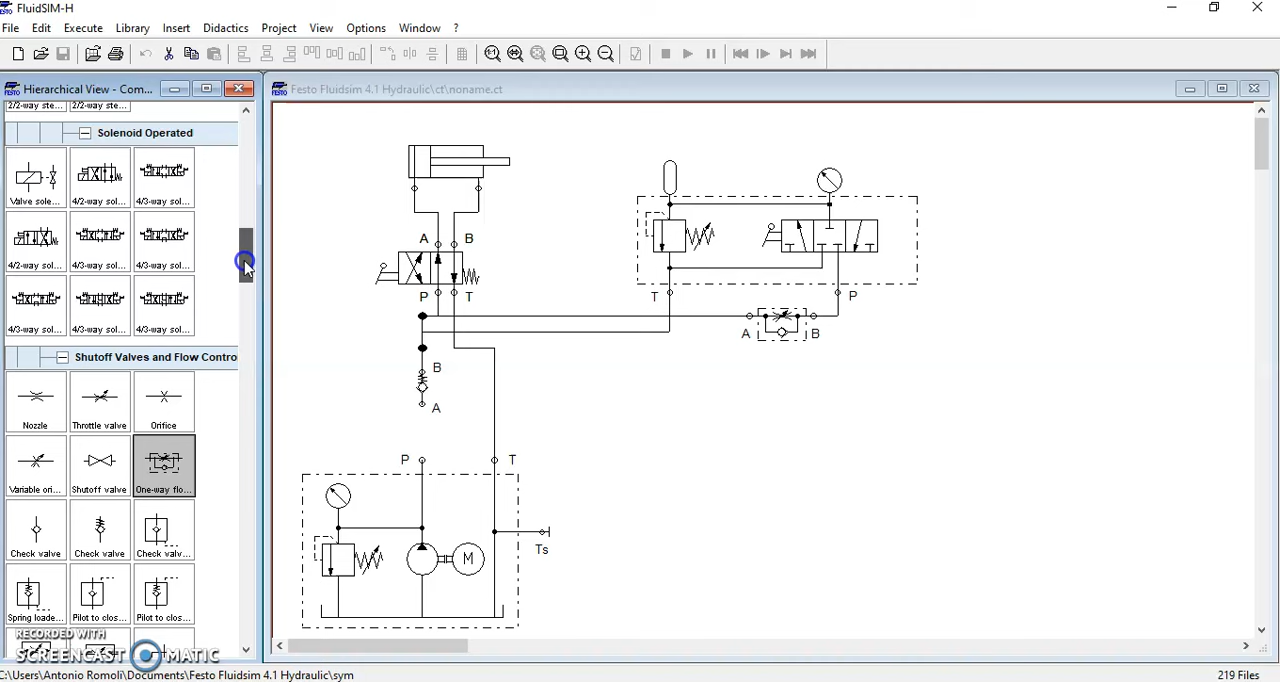 FluidSIM-H
File Edit Execute Library Insert Didactics Project View Options Window ?
Hierarchical View - Com...
Festo Fluidsim 4.1 Hydraulic\ct\noname.ct
2/2-way ste... 2/2-way ste...
Solenoid Operated
Valve sole... 4/2-way sol... 4/3-way sol...
4/2-way sol... 4/3-way sol... 4/3-way sol...
4/3-way sol... 4/3-way sol... 4/3-way sol...
Shutoff Valves and Flow Contro
Nozzle Throttle valve Orifice
Variable ori... Shutoff valve One-way flo...
Check valve Check valve Check valv...
Spring loade... Pilot to clos... Pilot to clos...
RECORDED WITH
SCREENCAST MATIC
A B
P T
T P
A B
B
A
P T
M
Ts
C:\Users\Antonio Romoli\Documents\Festo Fluidsim 4.1 Hydraulic\sym
219 Files